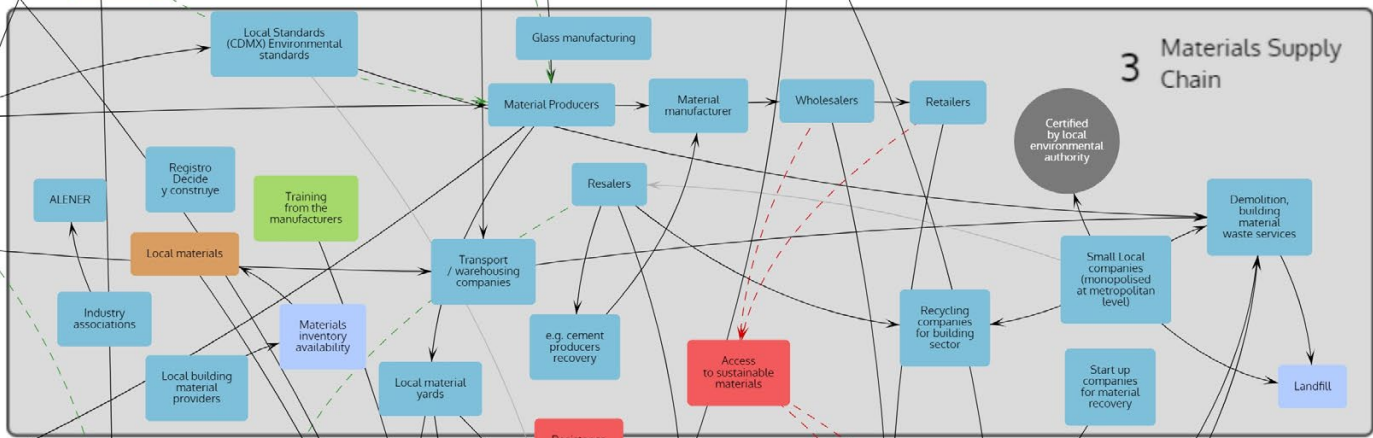 Local Standards
(CDMX) Environmental
standards
Glass manufacturing
3
Materials Supply
Chain
Material Producers
Material
manufacturer
Wholesalers
Retailers
Certified
by local
environmental
authority
Registro
Decide
y construye
ALENER
Training
from the
manufacturers
Resalers
Demolition,
building
material
waste services
Local materials
Transport
/ warehousing
companies
Small Local
companies
(monopolised
at metropolitan
level)
Industry
associations
Materials
inventory
availability
e.g. cement
producers
recovery
Recycling
companies
for building
sector
Access
to sustainable
materials
Local building
material
providers
Local material
yards
Start up
companies
for material
recovery
Landfill